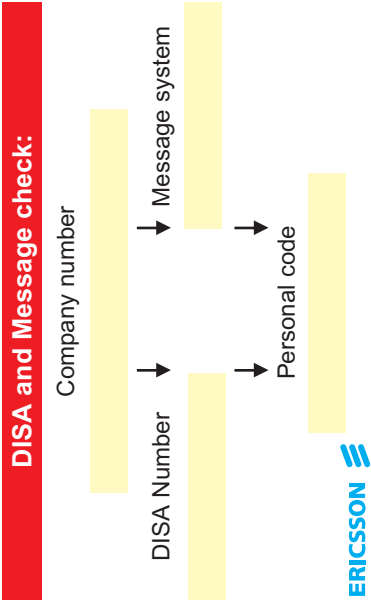 DISA and Message check:
Company number
DISA Number
Message system
Personal code
ERICSSON